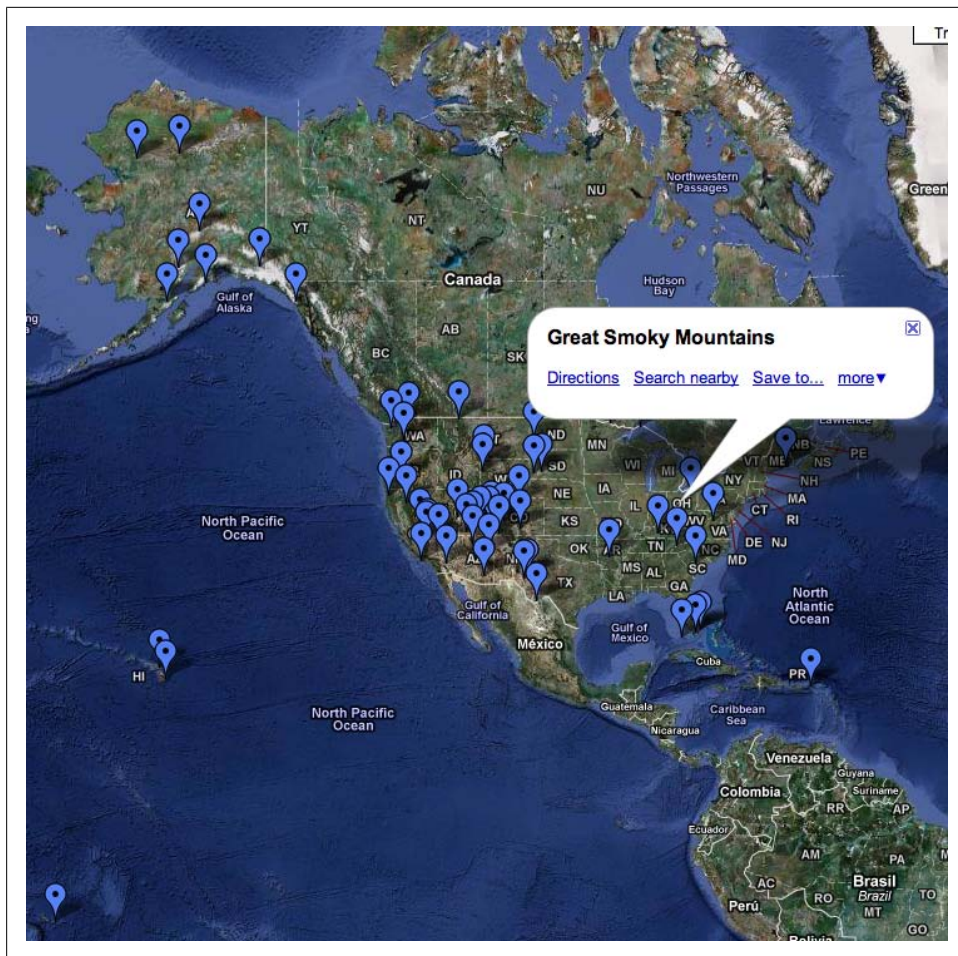 Tr
NU
Northwestern
Passages
Green
NT
YT
Canada
Hudson
Bay
Gulf of
Alaska
AB
BC
SK
Great Smoky Mountains
Directions Search nearby Save to... more▼
Lawrence
WA
ND
MN
NB
PE
ID
SD
WI
MI
VT
ME
NS
NY
NH
NE
IA
IL
OH
MA
CT
RI
CO
KS
WV
VA
DE
NJ
MD
OK
AR
TN
NC
SC
MS
AL
GA
TX
LA
North Pacific
Ocean
Gulf of
California
Gulf of
Mexico
North
Atlantic
Ocean
México
Cuba
HI
PR
Guatemala
Caribbean
Sea
Nicaragua
North Pacific
Ocean
Venezuela
Guyana
Suriname
Colombia
RR
AP
Ecuador
AM
PA
AC
RO
Brasil
Brazil
TO
Perú
MT
GO
Bolivia